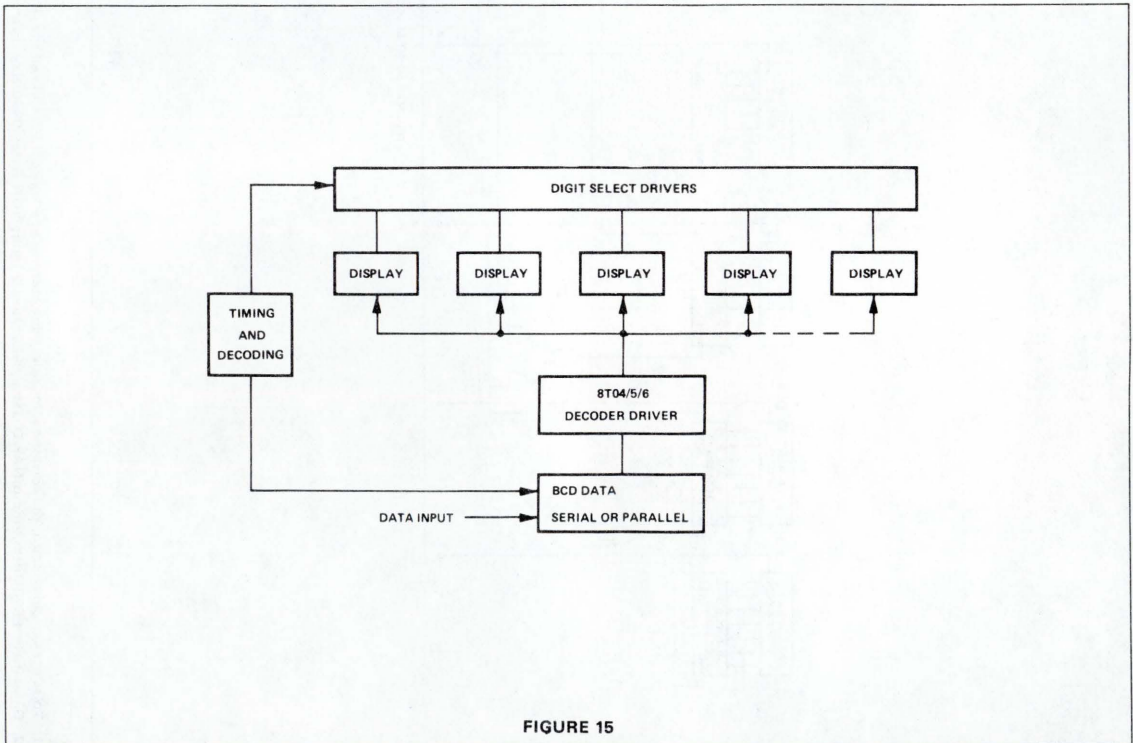 DIGIT SELECT DRIVERS
DISPLAY
DISPLAY
DISPLAY
DISPLAY
DISPLAY
TIMING
AND
DECODING
8T04/5/6
DECODER DRIVER
BCD DATA
DATA INPUT
SERIAL OR PARALLEL
FIGURE 15